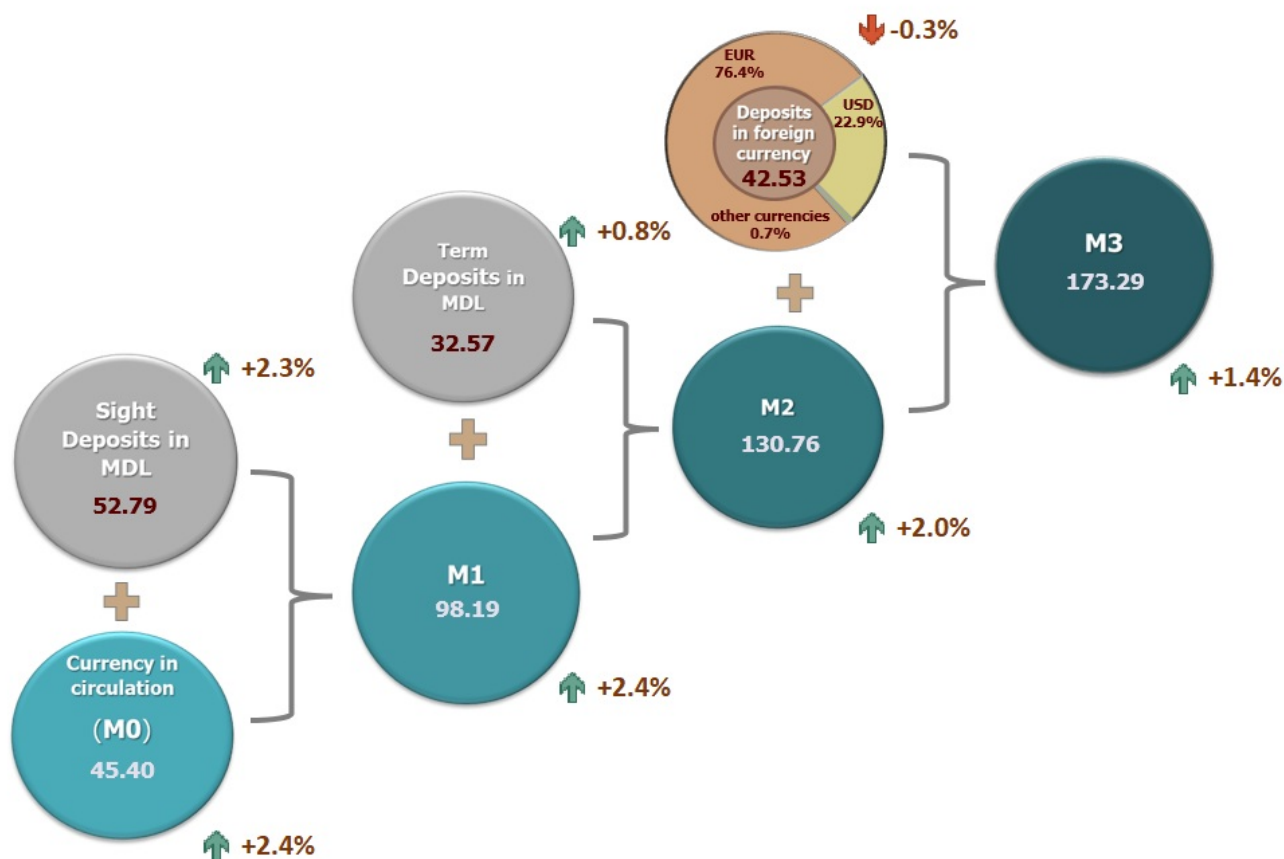 -0.3%
EUR
76.4%
USD
22.9%
Deposits
in foreign
currency
42.53
other currencies
0.7%
+0.8%
Term
Deposits in
MDL
32.57
M3
173.29
+1.4%
+2.3%
Sight
Deposits in
MDL
52.79
M2
130.76
+2.0%
M1
98.19
+2.4%
Currency in
circulation
(M0)
45.40
+2.4%